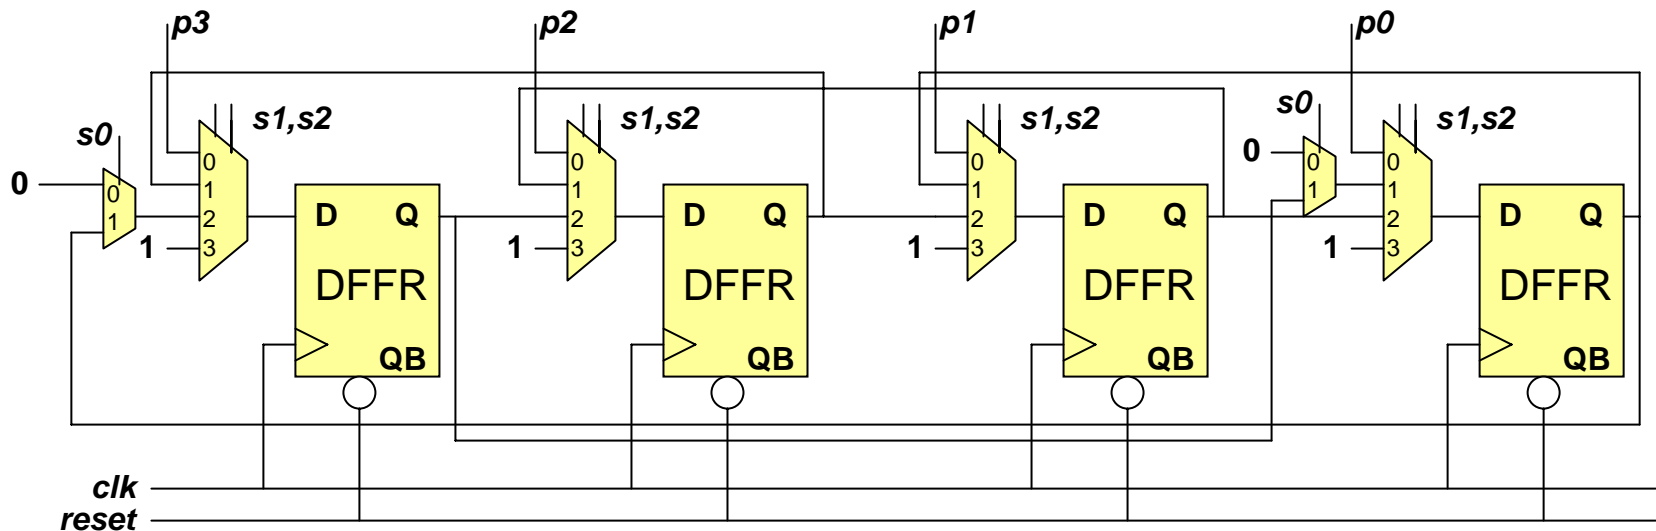 p3 p2 p1 p0
s0 s1,s2 s1,s2 s1,s2 s0 s1,s2
0 0 1 0 1 2 3 1
0 1 2 3 1
0 1 2 3 1
0 0 1 0 1 2 3 1
D Q D Q D Q D Q
DFFR DFFR DFFR DFFR
QB QB QB QB
clk
reset